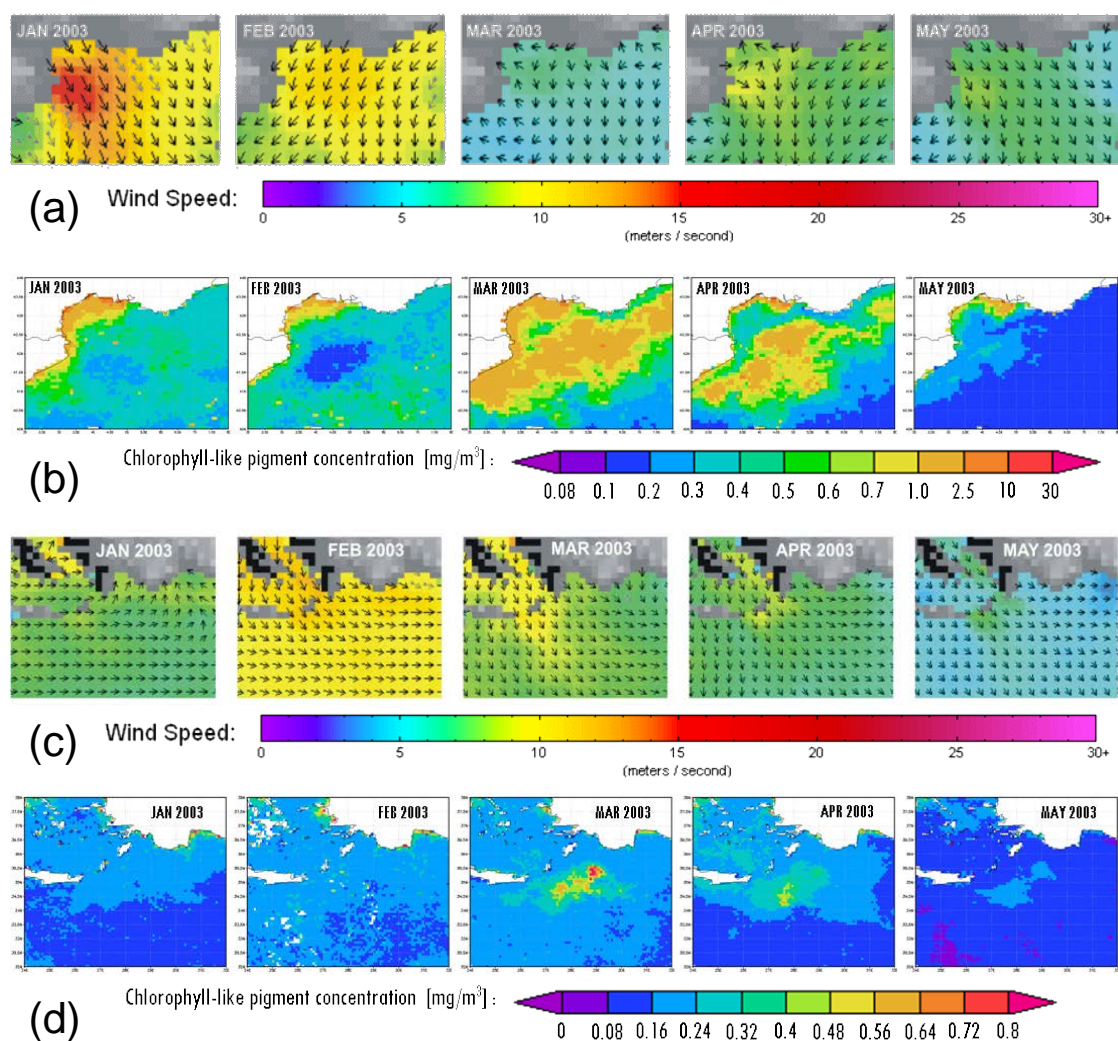 JAN 2003 FEB 2003 MAR 2003 APR 2003 MAY 2003
(a) Wind Speed:
0 5 10 15 20 25 30+
(meters / second)
JAN 2003 FEB 2003 MAR 2003 APR 2003 MAY 2003
(b) Chlorophyll-like pigment concentration [mg/m³] :
0.08 0.1 0.2 0.3 0.4 0.5 0.6 0.7 1.0 2.5 10 30
JAN 2003 FEB 2003 MAR 2003 APR 2003 MAY 2003
(c) Wind Speed:
0 5 10 15 20 25 30+
(meters / second)
JAN 2003 FEB 2003 MAR 2003 APR 2003 MAY 2003
(d) Chlorophyll-like pigment concentration [mg/m³] :
0 0.08 0.16 0.24 0.32 0.4 0.48 0.56 0.64 0.72 0.8